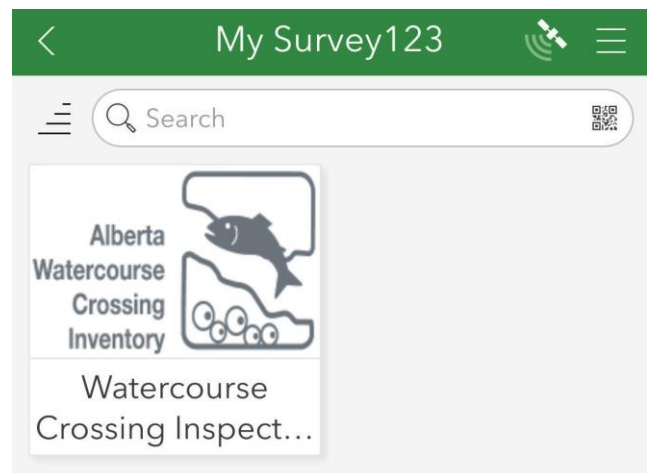 My Survey123
Search
Alberta
Watercourse
Crossing
Inventory
Watercourse
Crossing Inspect...